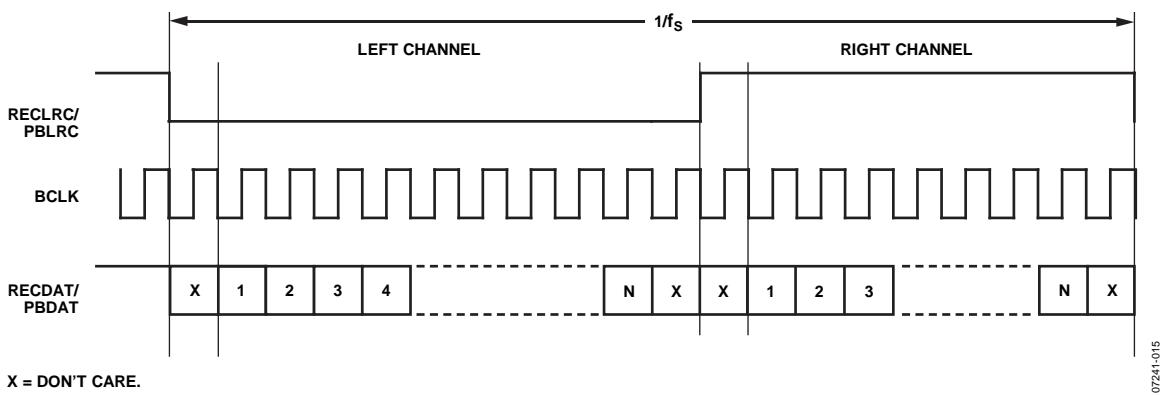 1/fS
LEFT CHANNEL
RIGHT CHANNEL
RECLRC/
PBLRC
BCLK
RECDAT/
PBDAT
X 1 2 3 4 N X X 1 2 3 N X
X = DON'T CARE.
07241-015